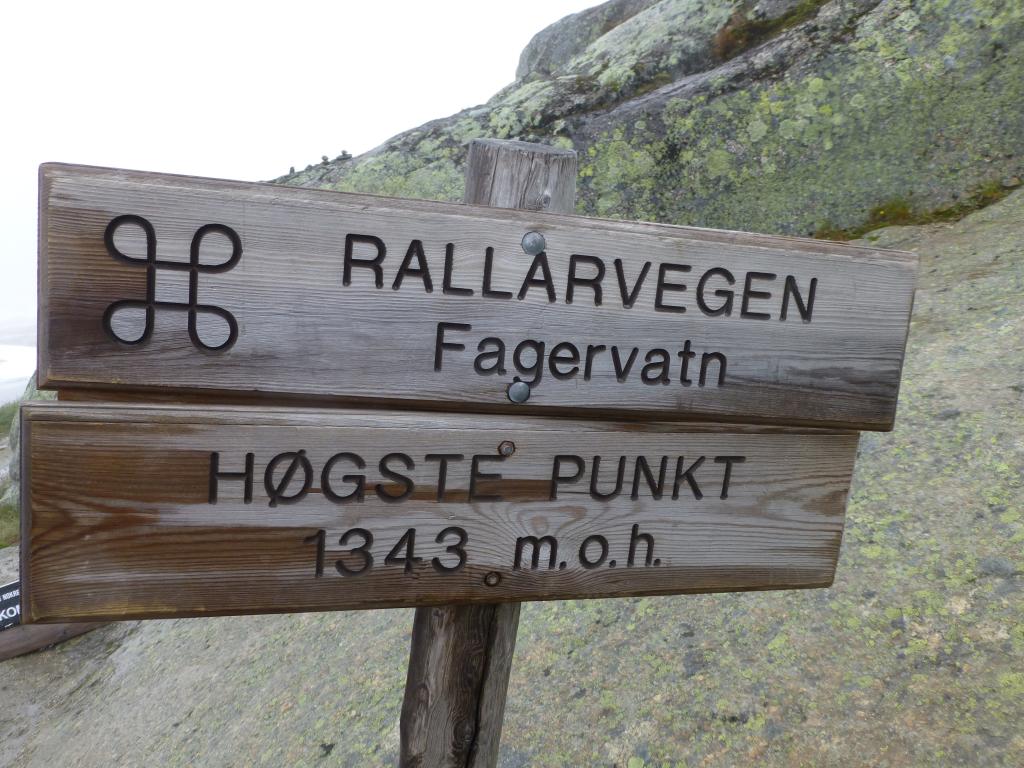 RALLARVEGEN
Fagervatn
HØGSTE PUNKT
1343 m.o.h.